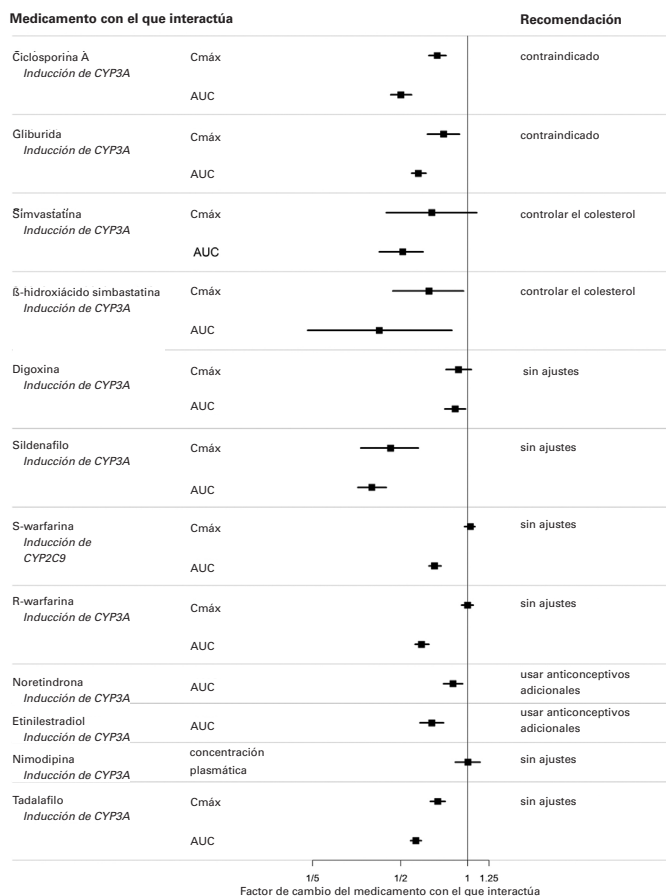 Medicamento con el que interactúa Recomendación
Ciclosporina A Cmáx contraindicado
Inducción de CYP3A
AUC
Gliburida Cmáx contraindicado
Inducción de CYP3A
AUC
Simvastatina Cmáx controlar el colesterol
Inducción de CYP3A
AUC
ß-hidroxiácido simbastatina Cmáx controlar el colesterol
Inducción de CYP3A
AUC
Digoxina Cmáx sin ajustes
Inducción de CYP3A
AUC
Sildenafilo Cmáx sin ajustes
Inducción de CYP3A
AUC
S-warfarina Cmáx sin ajustes
Inducción de
CYP2C9
AUC
R-warfarina Cmáx sin ajustes
Inducción de CYP3A
AUC
Noretindrona AUC usar anticonceptivos
Inducción de CYP3A adicionales
Etinilestradiol AUC usar anticonceptivos
Inducción de CYP3A adicionales
Nimodipina concentración sin ajustes
Inducción de CYP3A plasmática
Tadalafilo Cmáx sin ajustes
Inducción de CYP3A
AUC
1/5 1/2 1 1.25
Factor de cambio del medicamento con el que interactúa